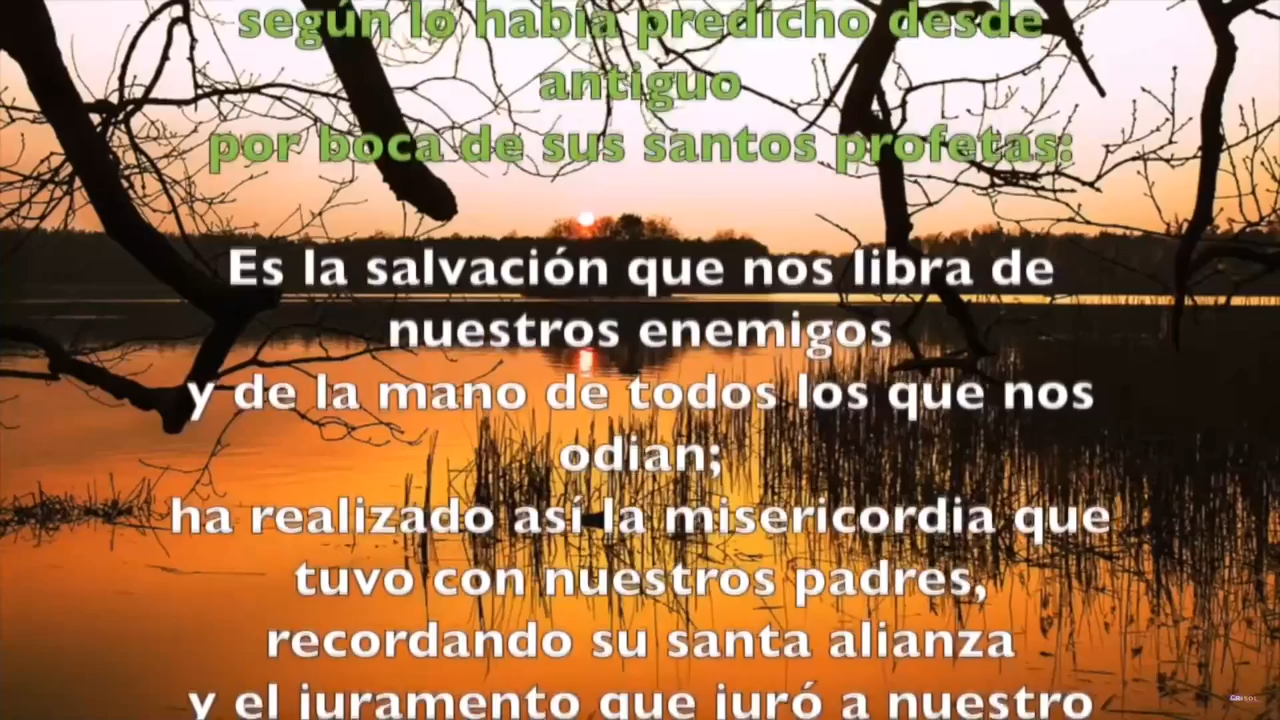 según lo había predicho desde
antiguo
por boca de sus santos profetas:
Es la salvación que nos libra de
nuestros enemigos
y de la mano de todos los que nos
odian;
ha realizado así la misericordia que
tuvo con nuestros padres,
recordando su santa alianza
y el juramento que juró a nuestro